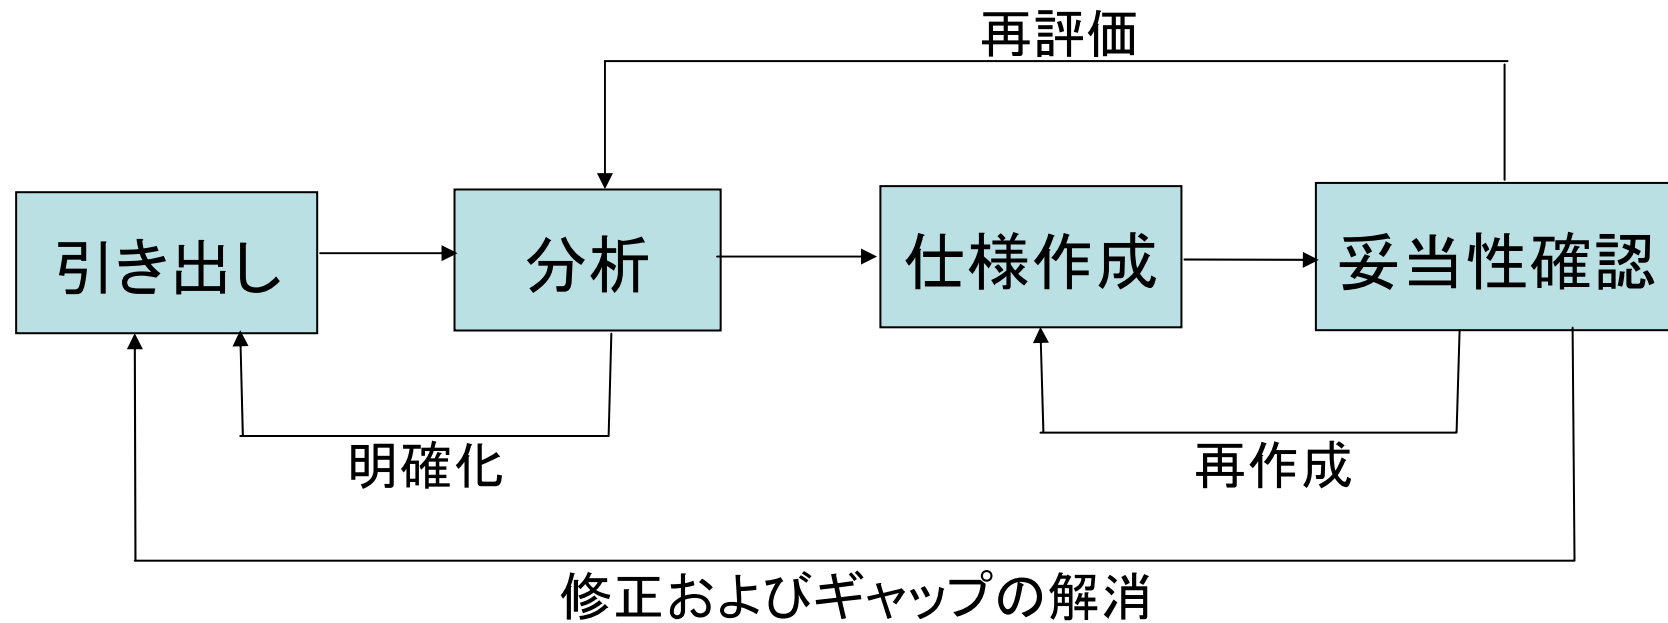 再評価
引き出し
分析
仕様作成
妥当性確認
明確化
再作成
修正およびギャップの解消